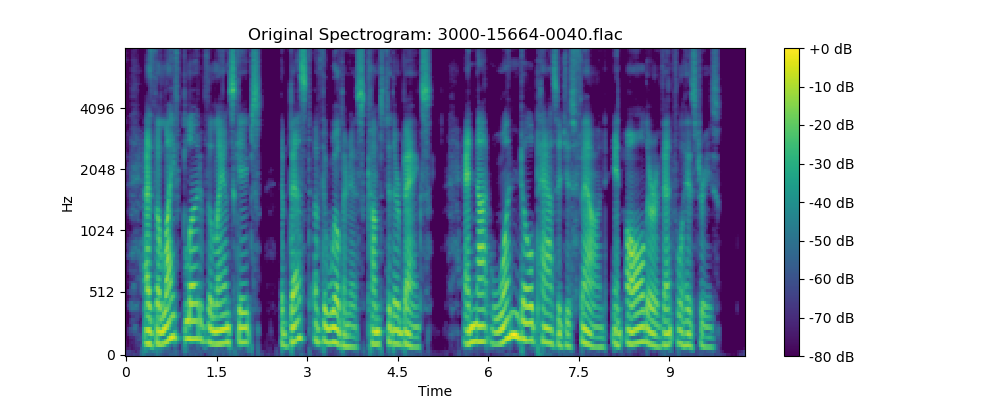 Original Spectrogram: 3000-15664-0040.flac
Hz
4096
2048
1024
512
0
0 1.5 3 4.5 6 7.5 9
Time
+0 dB
-10 dB
-20 dB
-30 dB
-40 dB
-50 dB
-60 dB
-70 dB
-80 dB